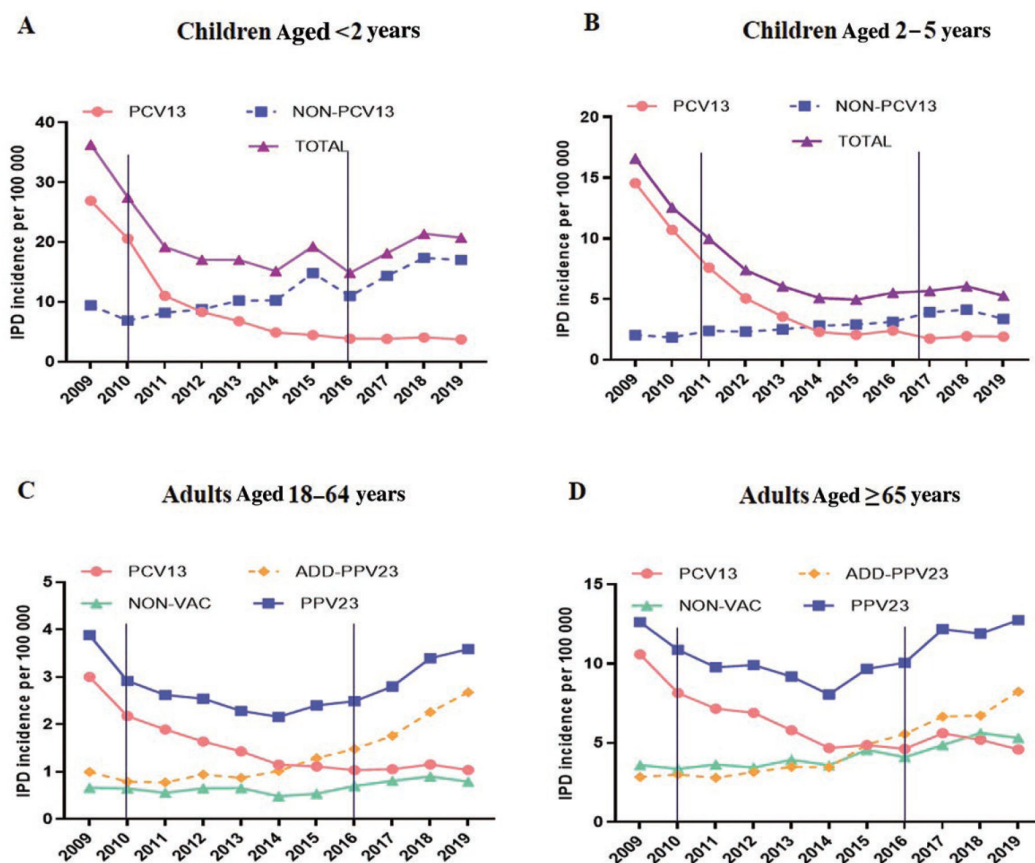 A
Children Aged <2 years
PCV13
NON-PCV13
TOTAL
IPD incidence per 100 000
40
30
20
10
0
2009
2010
2011
2012
2013
2014
2015
2016
2017
2018
2019
B
Children Aged 2–5 years
PCV13
NON-PCV13
TOTAL
IPD incidence per 100 000
20
15
10
5
0
2009
2010
2011
2012
2013
2014
2015
2016
2017
2018
2019
C
Adults Aged 18–64 years
PCV13
ADD-PPV23
NON-VAC
PPV23
IPD incidence per 100 000
5
4
3
2
1
0
2009
2010
2011
2012
2013
2014
2015
2016
2017
2018
2019
D
Adults Aged ≥65 years
PCV13
ADD-PPV23
NON-VAC
PPV23
IPD incidence per 100 000
15
10
5
0
2009
2010
2011
2012
2013
2014
2015
2016
2017
2018
2019